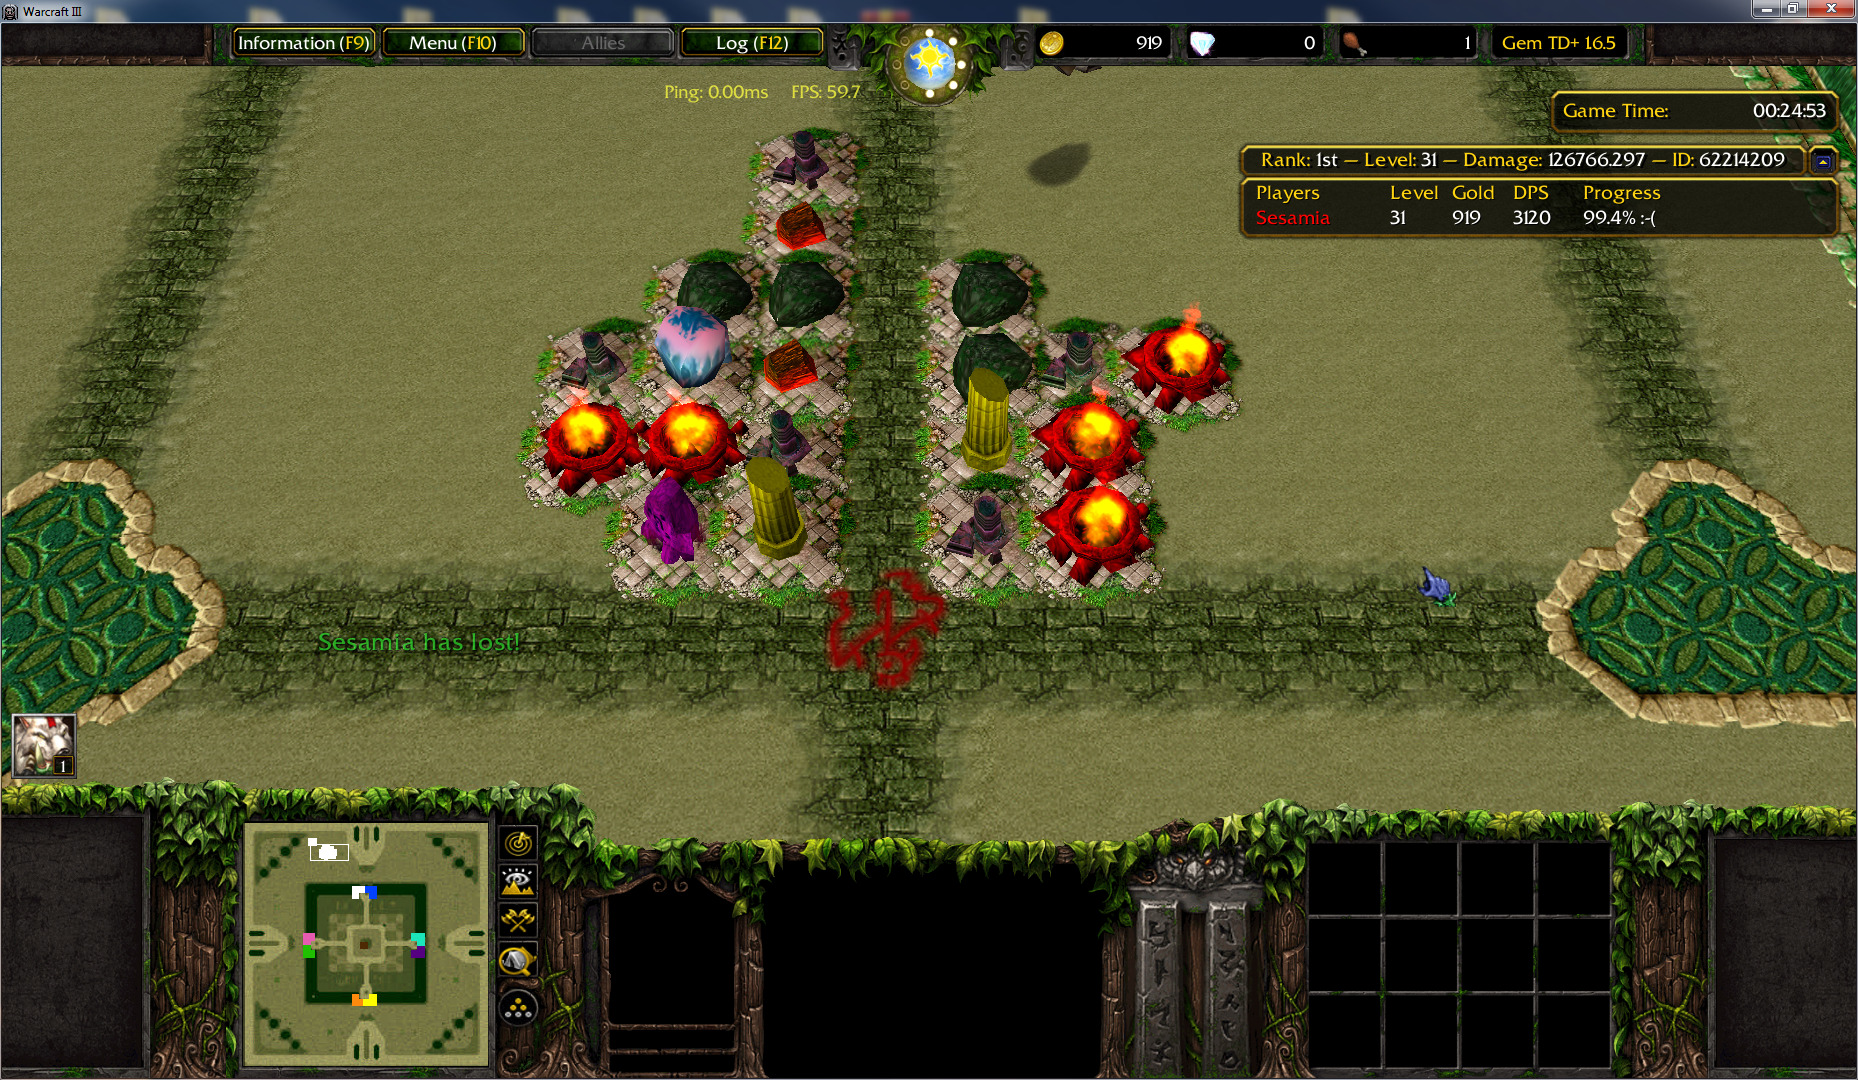 Warcraft III
Information (F9)
Menu (F10)
Allies
Log (F12)
919
0
1
Gem TD+ 1.6.5
Ping: 0.00ms FPS: 59.7
Game Time: 00:24:53
Rank: 1st — Level: 31 — Damage: 126766.297 — ID: 62214209
Players Level Gold DPS Progress
Sesamia 31 919 3120 99.4% :-(
Sesamia has lost!
1